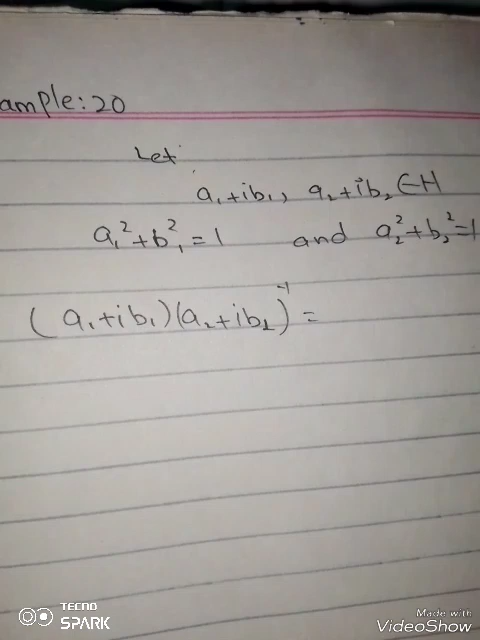 ample:20
Let
a₁+ib₁, a₂+ib₂ ∈H
a₁²+b₁²=1 and a₂²+b₂²=1
(a₁+ib₁)(a₂+ib₂)⁻¹=
TECNO
SPARK
Made with
VideoShow